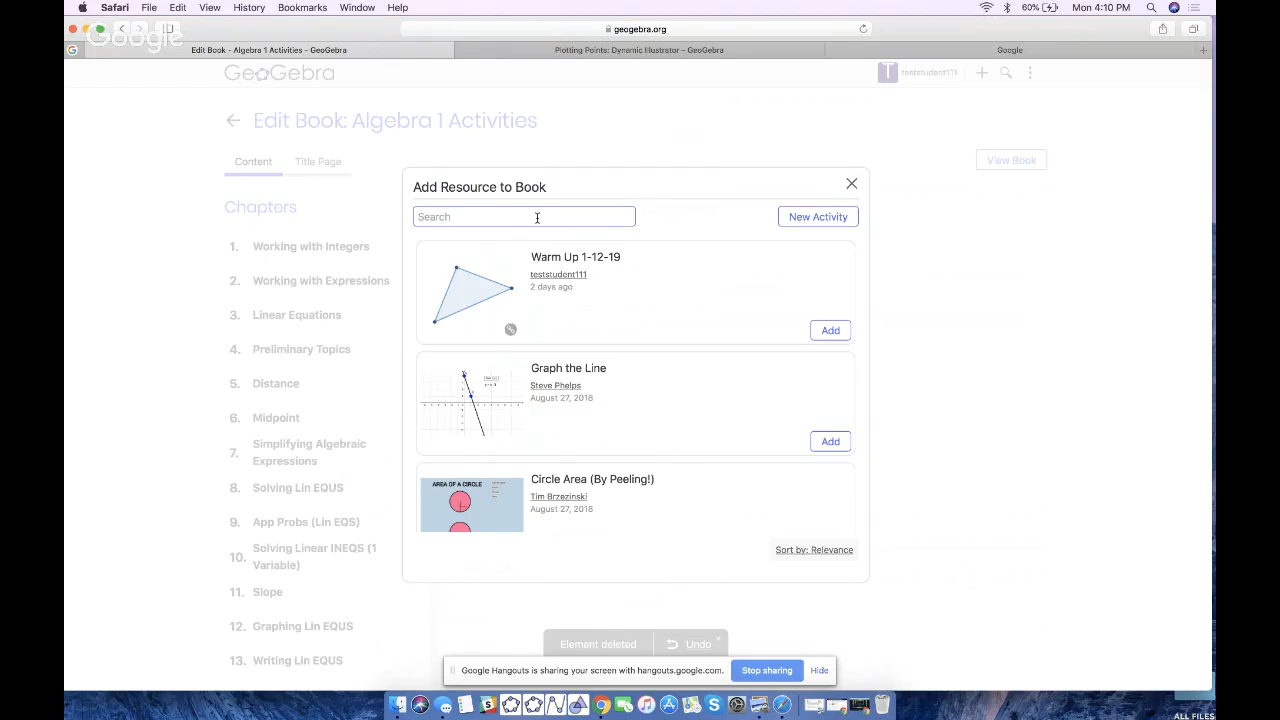 Safari File Edit View History Bookmarks Window Help 60% Mon 4:10 PM
geogebra.org
Google
Edit Book - Algebra 1 Activities – GeoGebra
Plotting Points: Dynamic Illustrator – GeoGebra
Google
GeoGebra
T teststudent111
Edit Book: Algebra 1 Activities
Content Title Page
View Book
Chapters
1. Working with Integers
2. Working with Expressions
3. Linear Equations
4. Preliminary Topics
5. Distance
6. Midpoint
7. Simplifying Algebraic
Expressions
8. Solving Lin EQUS
9. App Probs (Lin EQS)
10. Solving Linear INEQS (1
Variable)
11. Slope
12. Graphing Lin EQUS
13. Writing Lin EQUS
Add Resource to Book
Search
New Activity
Warm Up 1-12-19
teststudent111
2 days ago
Add
Graph the Line
Steve Phelps
August 27, 2018
Add
AREA OF A CIRCLE
Circle Area (By Peeling!)
Tim Brzezinski
August 27, 2018
Sort by: Relevance
Element deleted Undo
Google Hangouts is sharing your screen with hangouts.google.com. Stop sharing Hide
ALL FILES